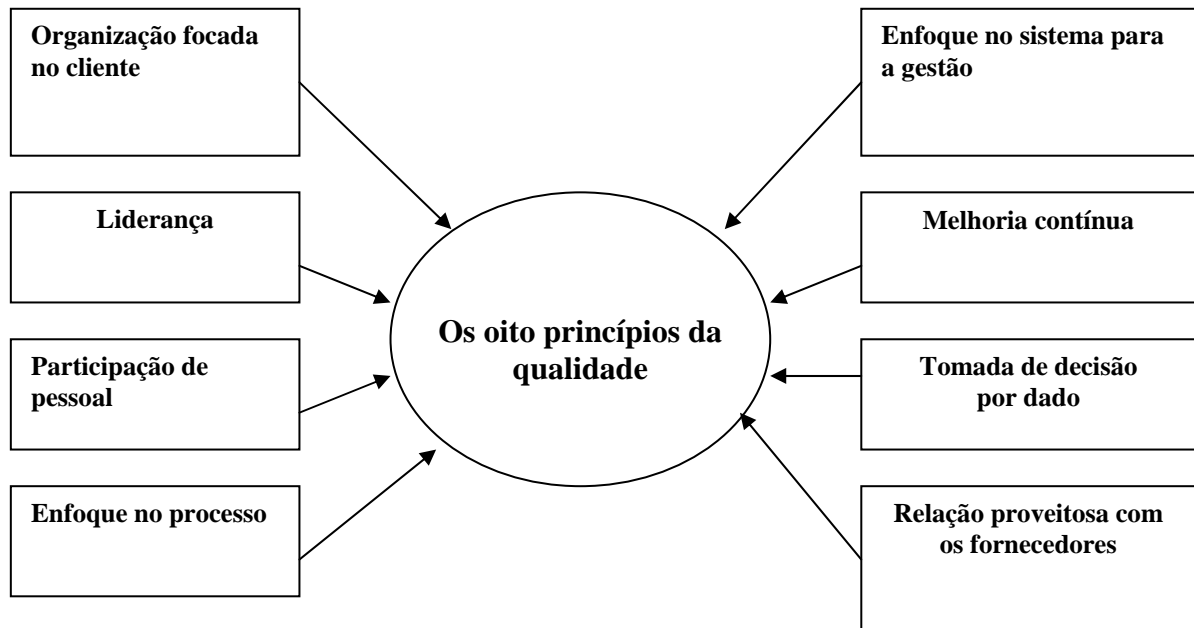 Organização focada
no cliente
Liderança
Participação de
pessoal
Enfoque no processo
Os oito princípios da
qualidade
Enfoque no sistema para
a gestão
Melhoria contínua
Tomada de decisão
por dado
Relação proveitosa com
os fornecedores